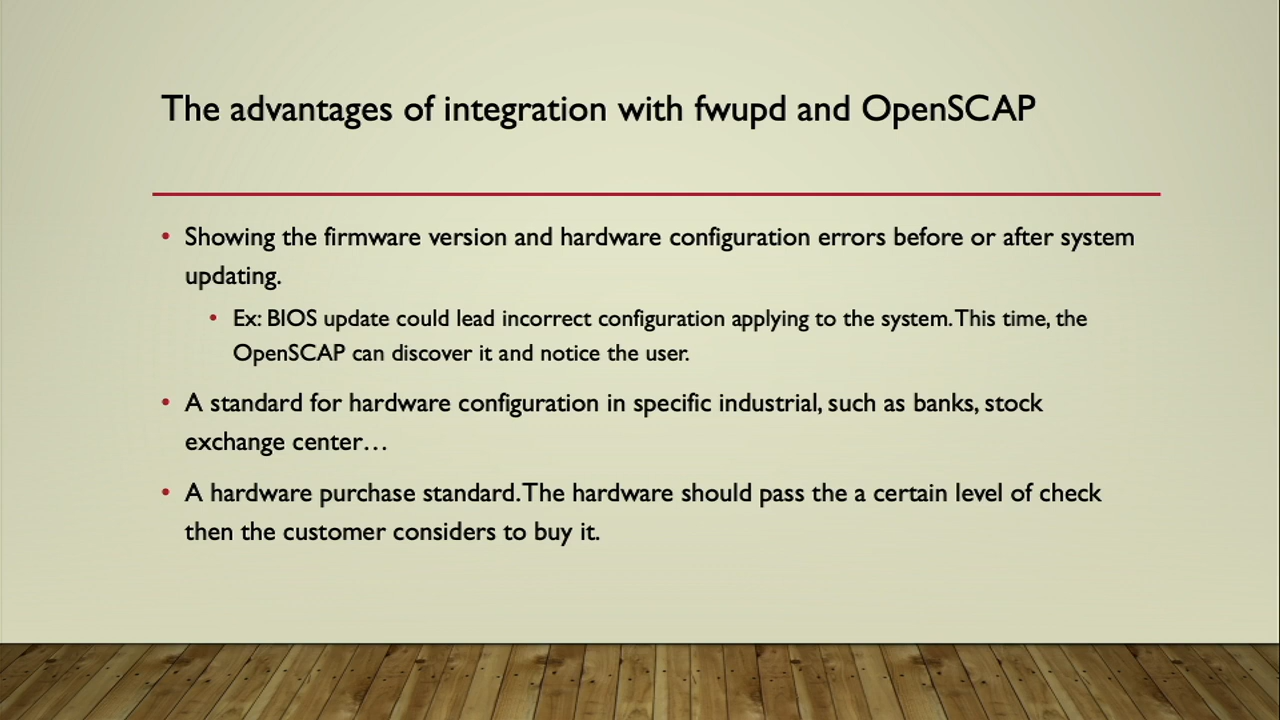 The advantages of integration with fwupd and OpenSCAP
• Showing the firmware version and hardware configuration errors before or after system
updating.
• Ex: BIOS update could lead incorrect configuration applying to the system. This time, the
OpenSCAP can discover it and notice the user.
• A standard for hardware configuration in specific industrial, such as banks, stock
exchange center…
• A hardware purchase standard. The hardware should pass the a certain level of check
then the customer considers to buy it.